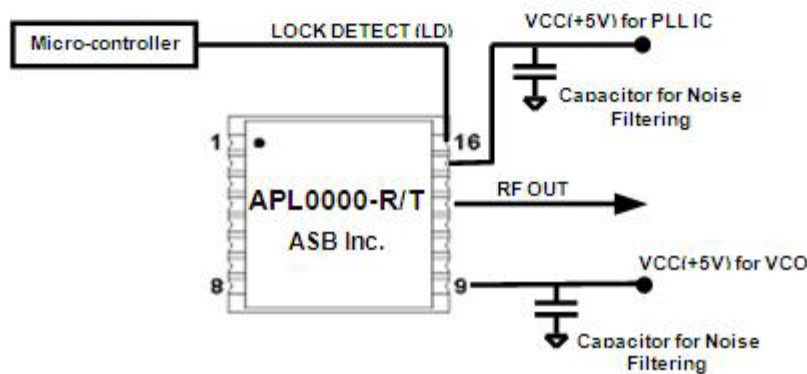 VCC(+5V) for PLL IC
LOCK DETECT (LD)
Micro-controller
Capacitor for Noise
Filtering
1
16
APL0000-R/T
RF OUT
ASB Inc.
VCC(+5V) for VCO
8
9
Capacitor for Noise
Filtering